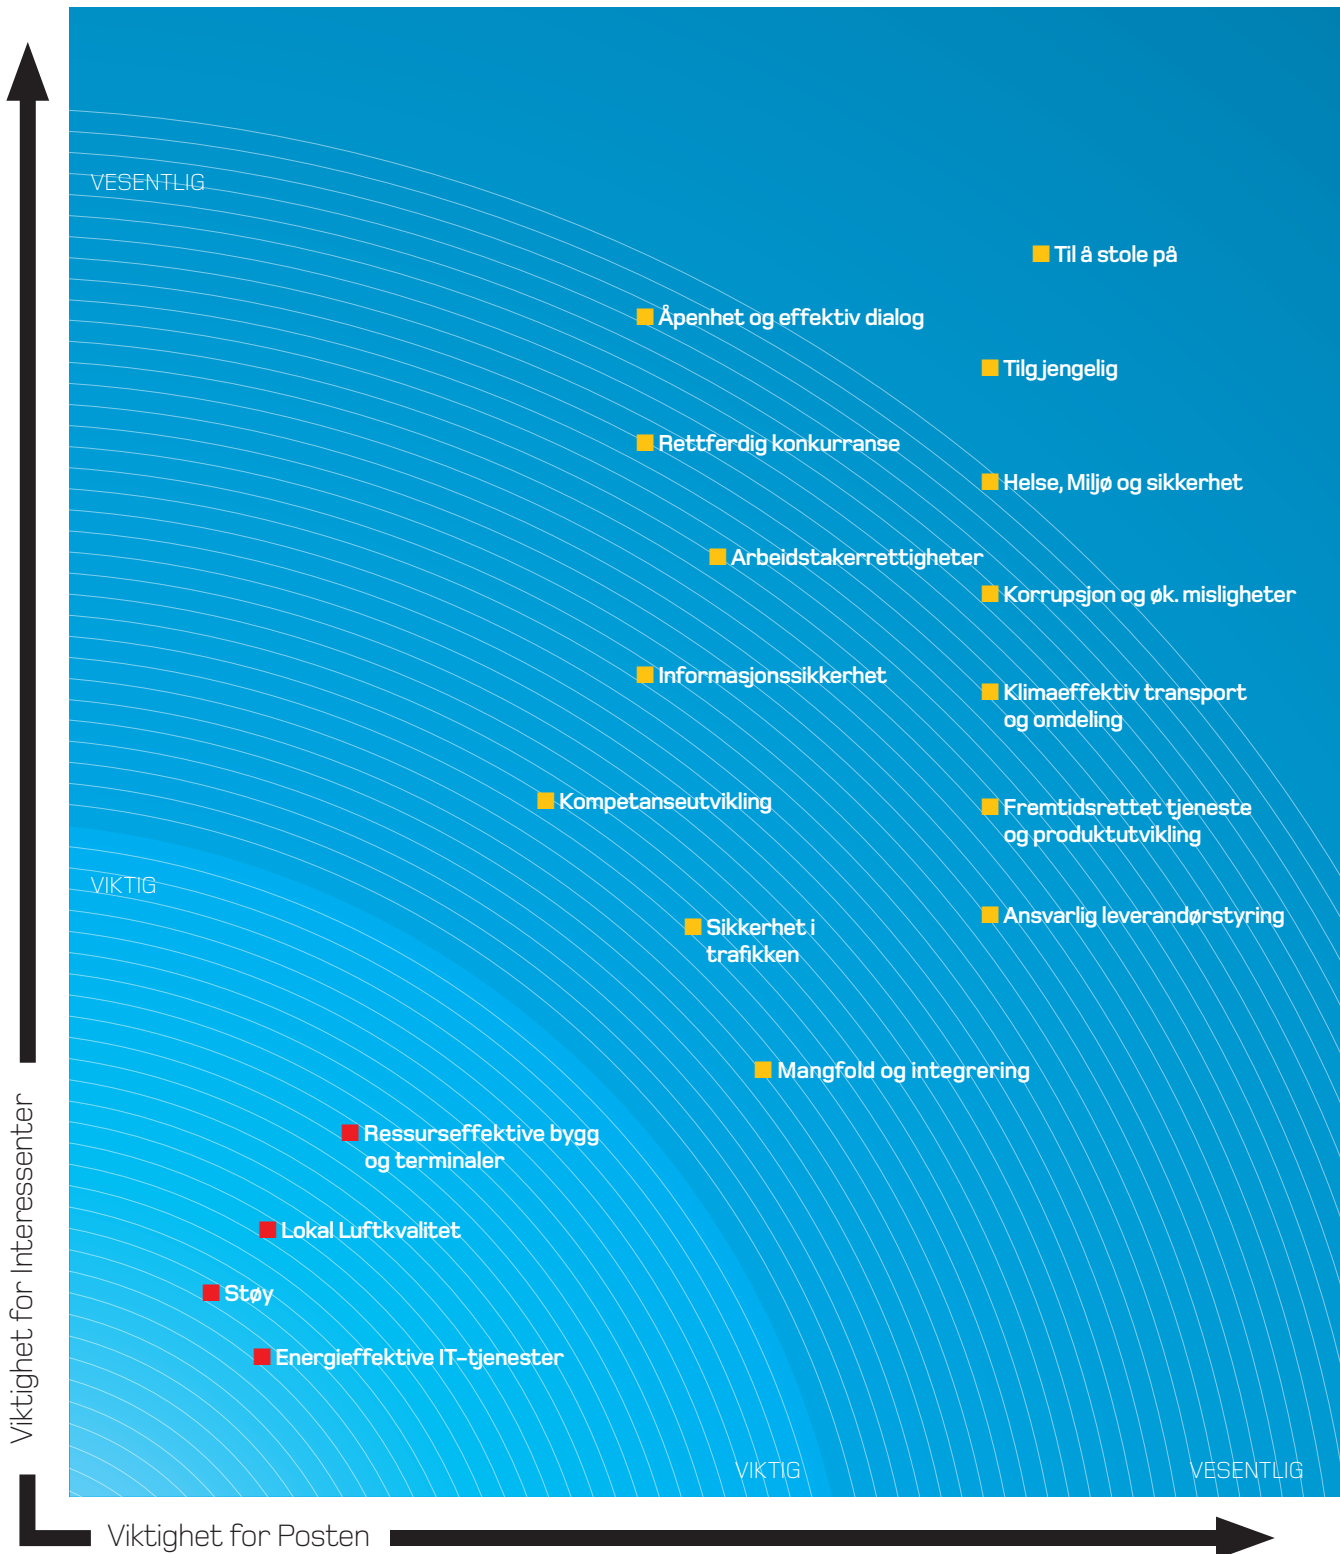 VESENTLIG
Til å stole på
Åpenhet og effektiv dialog
Tilgjengelig
Rettferdig konkurranse
Helse, Miljø og sikkerhet
Arbeidstakerrettigheter
Korrupsjon og øk. misligheter
Informasjonssikkerhet
Klimaeffektiv transport
og omdeling
Kompetanseutvikling
Fremtidsrettet tjeneste
og produktutvikling
VIKTIG
Ansvarlig leverandørstyring
Sikkerhet i
trafikken
Mangfold og integrering
Ressurseffektive bygg
og terminaler
Lokal Luftkvalitet
Støy
Energieffektive IT-tjenester
VIKTIG
VESENTLIG
Viktighet for Interessenter
Viktighet for Posten